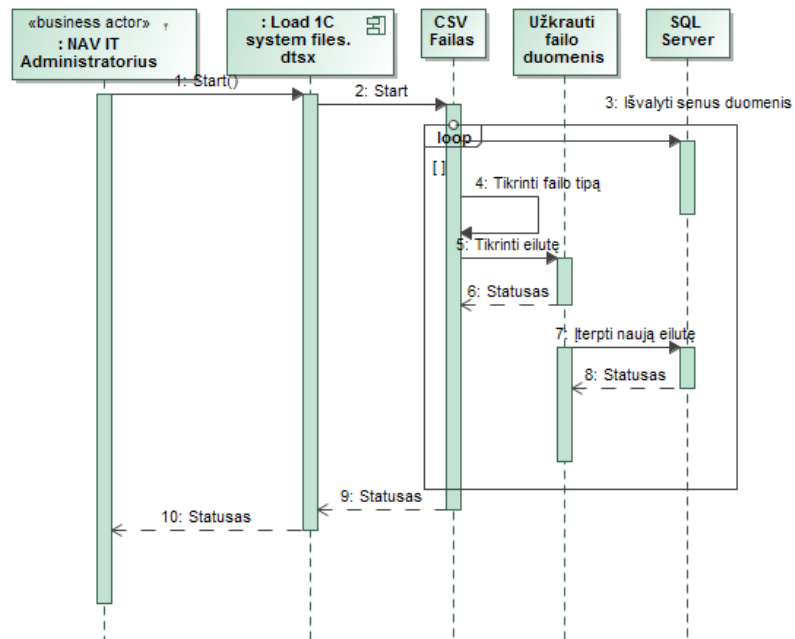 «business actor»
: NAV IT
Administratorius
: Load 1C
system files.
dtsx
CSV
Failas
Užkrauti
failo
duomenis
SQL
Server
1: Start()
2: Start
3: Išvalyti senus duomenis
loop
[ ]
4: Tikrinti failo tipą
5: Tikrinti eilutę
6: Statusas
7: Įterpti naują eilutę
8: Statusas
9: Statusas
10: Statusas